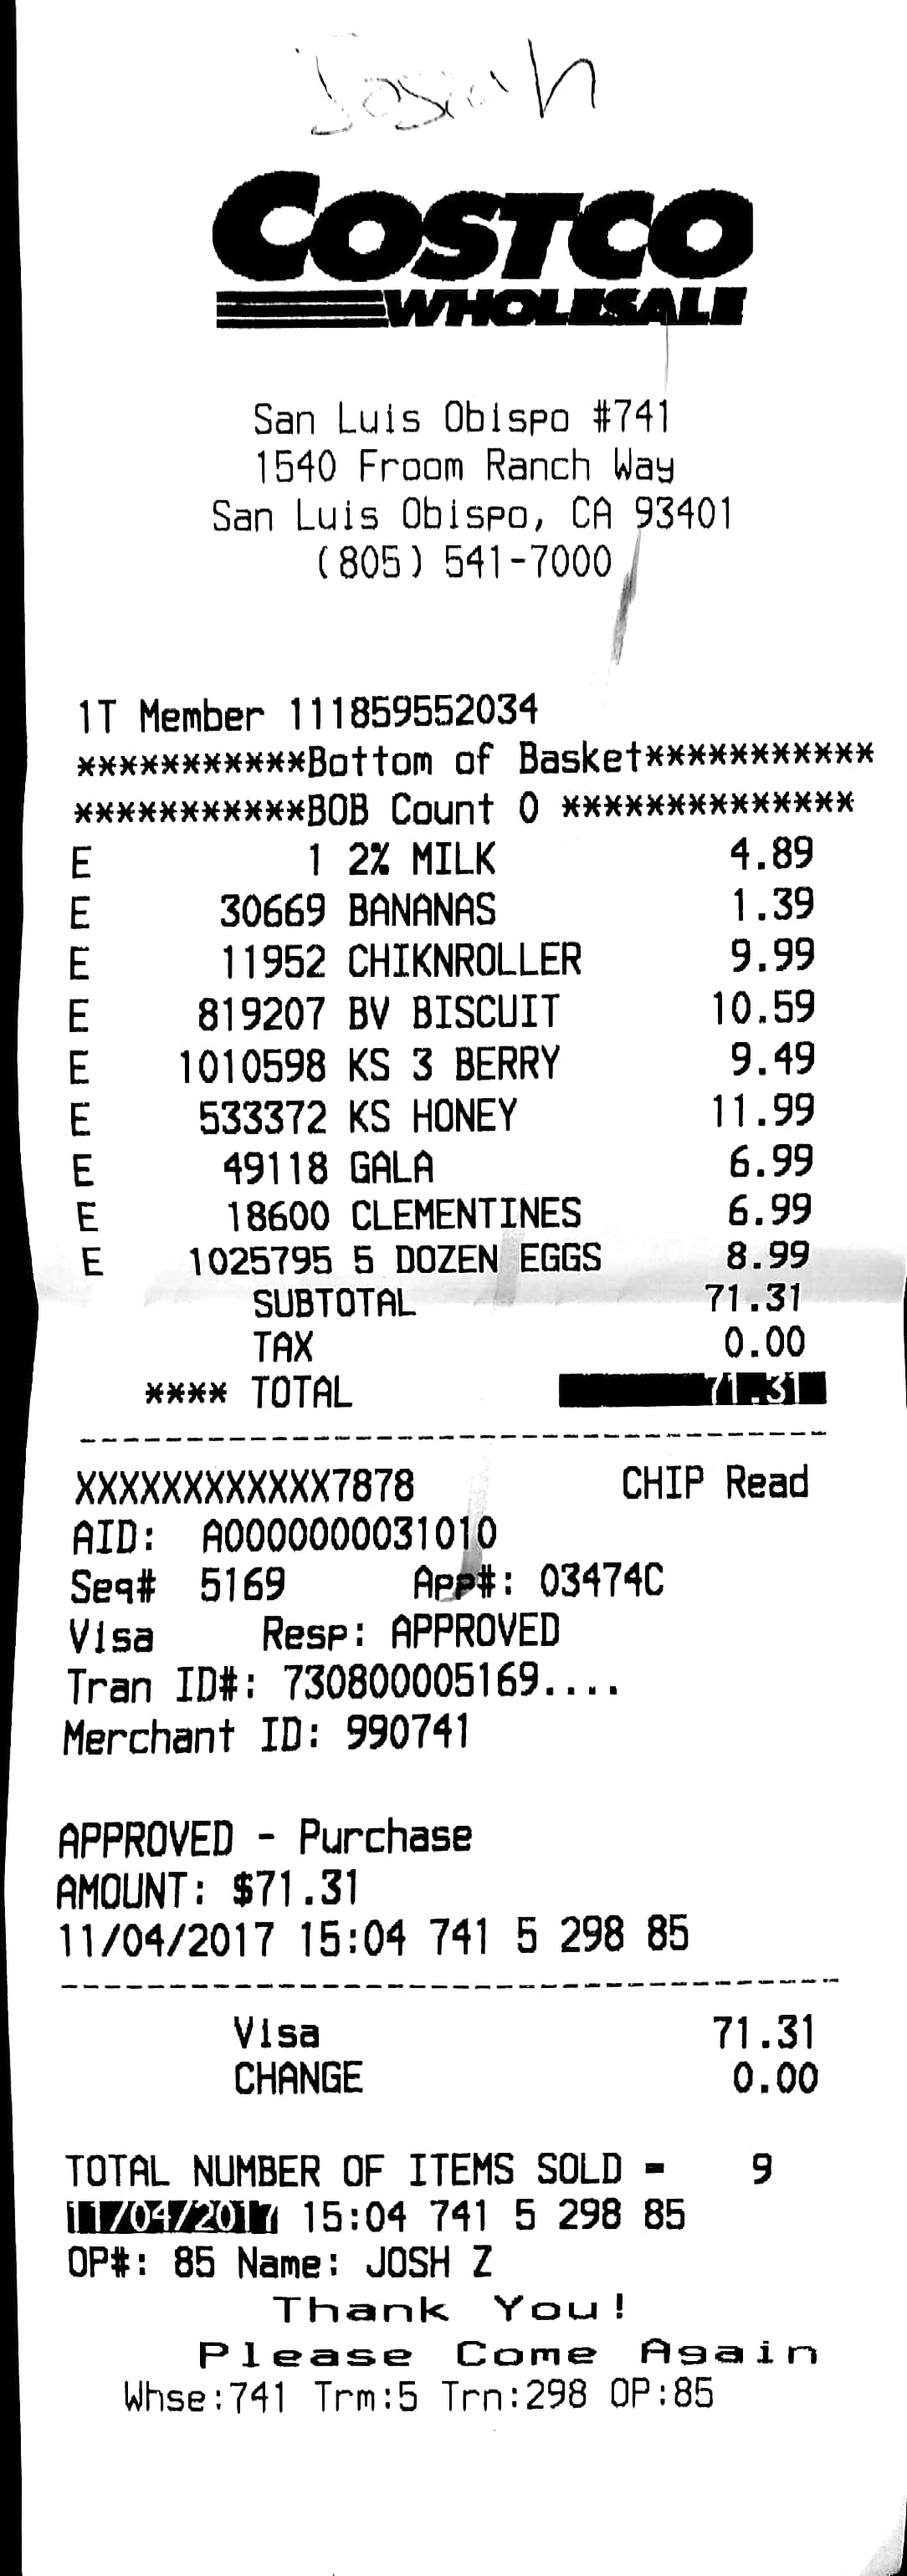 Josiah
COSTCO
WHOLESALE
San Luis Obispo #741
1540 Froom Ranch Way
San Luis Obispo, CA 93401
(805) 541-7000
1T Member 111859552034
***********Bottom of Basket***********
***********BOB Count 0 **************
E 1 2% MILK 4.89
E 30669 BANANAS 1.39
E 11952 CHIKNROLLER 9.99
E 819207 BV BISCUIT 10.59
E 1010598 KS 3 BERRY 9.49
E 533372 KS HONEY 11.99
E 49118 GALA 6.99
E 18600 CLEMENTINES 6.99
E 1025795 5 DOZEN EGGS 8.99
SUBTOTAL 71.31
TAX 0.00
**** TOTAL 71.31
XXXXXXXXXXXX7878 CHIP Read
AID: A0000000031010
Seq# 5169 App#: 03474C
Visa Resp: APPROVED
Tran ID#: 730800005169....
Merchant ID: 990741
APPROVED - Purchase
AMOUNT: $71.31
11/04/2017 15:04 741 5 298 85
Visa 71.31
CHANGE 0.00
TOTAL NUMBER OF ITEMS SOLD = 9
11/04/2017 15:04 741 5 298 85
OP#: 85 Name: JOSH Z
Thank You!
Please Come Again
Whse:741 Trm:5 Trn:298 OP:85